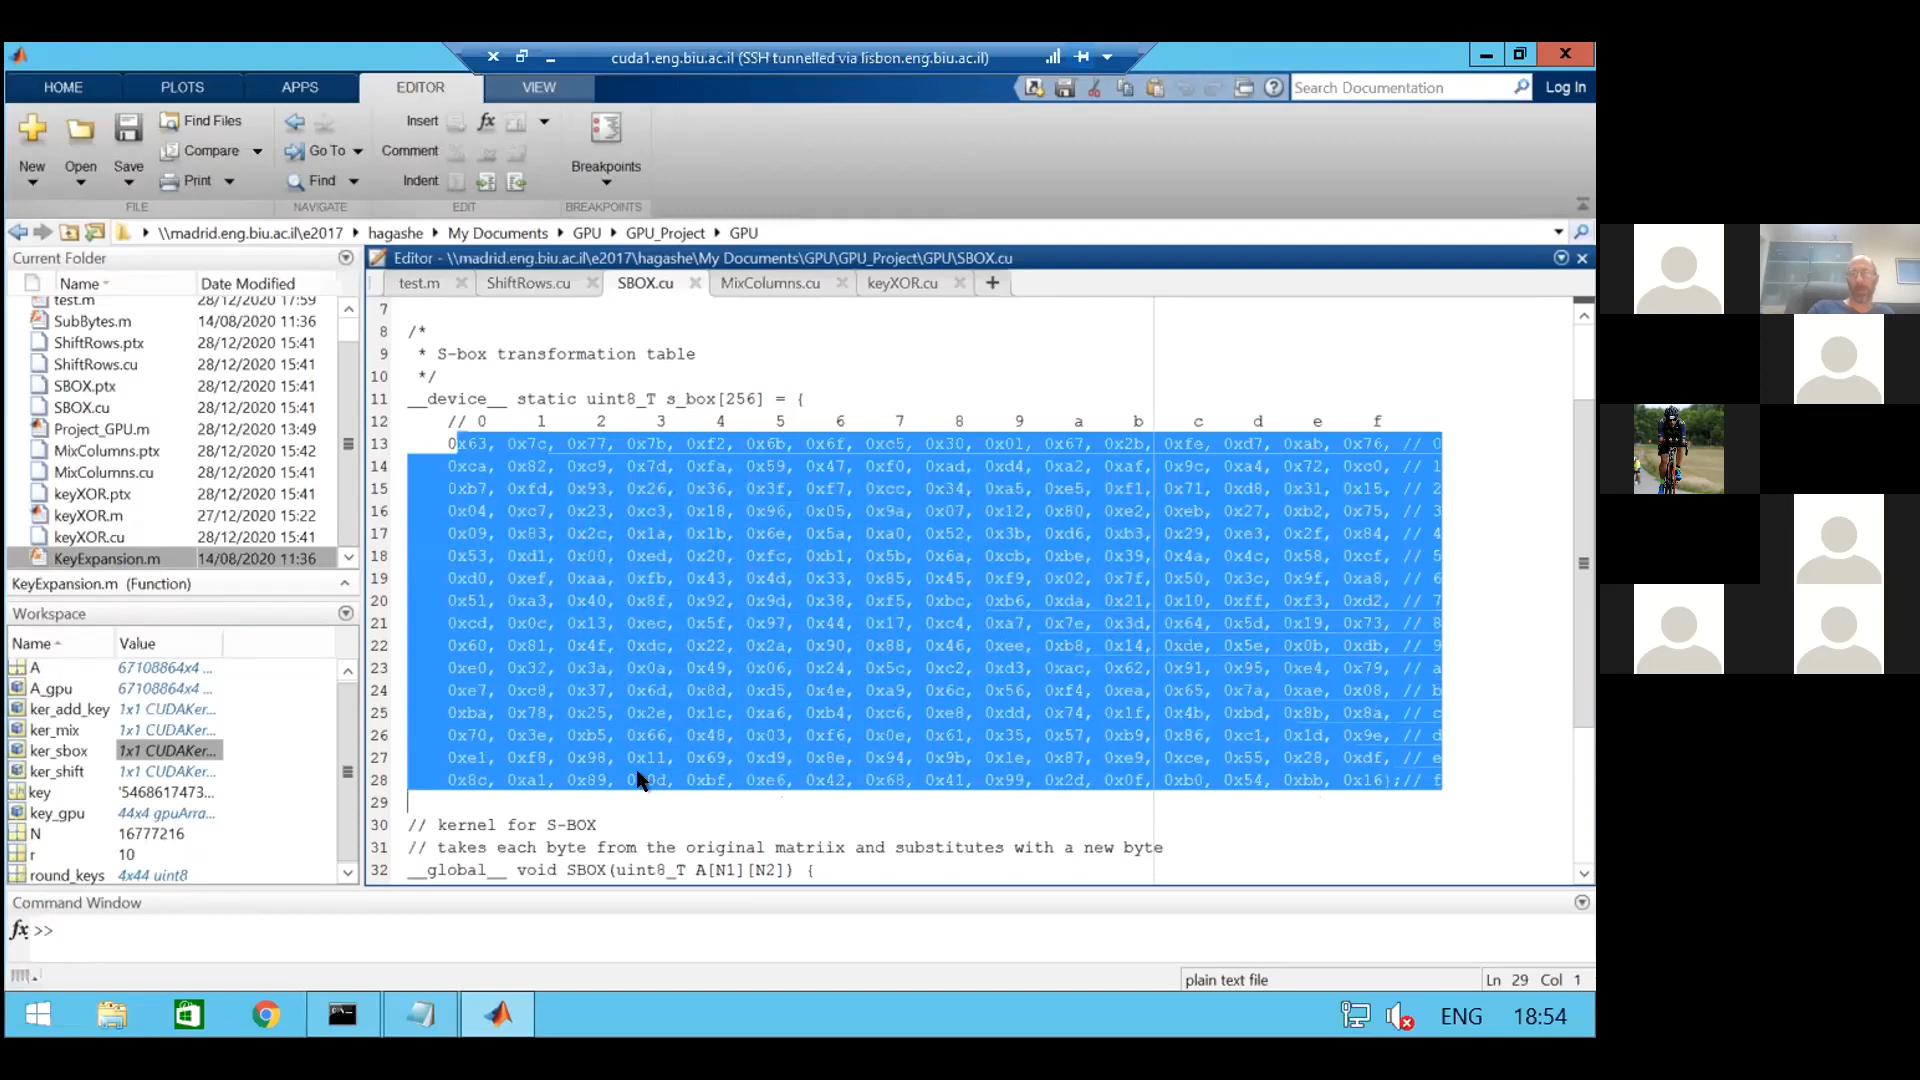 cuda1.eng.biu.ac.il (SSH tunnelled via lisbon.eng.biu.ac.il)
HOME PLOTS APPS EDITOR VIEW
Search Documentation
Log In
New Open Save
Find Files
Compare
Print
FILE
Go To
Find
NAVIGATE
Insert
Comment
Indent
EDIT
Breakpoints
BREAKPOINTS
\\madrid.eng.biu.ac.il\e2017 hagashe My Documents GPU GPU_Project GPU
Current Folder
Name Date Modified
test.m 28/12/2020 17:59
SubBytes.m 14/08/2020 11:36
ShiftRows.ptx 28/12/2020 15:41
ShiftRows.cu 28/12/2020 15:41
SBOX.ptx 28/12/2020 15:41
SBOX.cu 28/12/2020 15:41
Project_GPU.m 28/12/2020 13:49
MixColumns.ptx 28/12/2020 15:42
MixColumns.cu 28/12/2020 15:41
keyXOR.ptx 28/12/2020 15:41
keyXOR.m 27/12/2020 15:22
keyXOR.cu 28/12/2020 15:41
KeyExpansion.m 14/08/2020 11:36
KeyExpansion.m (Function)
Workspace
Name Value
A 67108864x4 ...
A_gpu 67108864x4 ...
ker_add_key 1x1 CUDAKer...
ker_mix 1x1 CUDAKer...
ker_sbox 1x1 CUDAKer...
ker_shift 1x1 CUDAKer...
key '5468617473...
key_gpu 44x4 gpuArra...
N 16777216
r 10
round_keys 4x44 uint8
Editor - \\madrid.eng.biu.ac.il\e2017\hagashe\My Documents\GPU\GPU_Project\GPU\SBOX.cu
test.m ShiftRows.cu SBOX.cu MixColumns.cu keyXOR.cu
7
8 /*
9 * S-box transformation table
10 */
11 __device__ static uint8_T s_box[256] = {
12 // 0 1 2 3 4 5 6 7 8 9 a b c d e f
13 0x63, 0x7c, 0x77, 0x7b, 0xf2, 0x6b, 0x6f, 0xc5, 0x30, 0x01, 0x67, 0x2b, 0xfe, 0xd7, 0xab, 0x76, // 0
14 0xca, 0x82, 0xc9, 0x7d, 0xfa, 0x59, 0x47, 0xf0, 0xad, 0xd4, 0xa2, 0xaf, 0x9c, 0xa4, 0x72, 0xc0, // 1
15 0xb7, 0xfd, 0x93, 0x26, 0x36, 0x3f, 0xf7, 0xcc, 0x34, 0xa5, 0xe5, 0xf1, 0x71, 0xd8, 0x31, 0x15, // 2
16 0x04, 0xc7, 0x23, 0xc3, 0x18, 0x96, 0x05, 0x9a, 0x07, 0x12, 0x80, 0xe2, 0xeb, 0x27, 0xb2, 0x75, // 3
17 0x09, 0x83, 0x2c, 0x1a, 0x1b, 0x6e, 0x5a, 0xa0, 0x52, 0x3b, 0xd6, 0xb3, 0x29, 0xe3, 0x2f, 0x84, // 4
18 0x53, 0xd1, 0x00, 0xed, 0x20, 0xfc, 0xb1, 0x5b, 0x6a, 0xcb, 0xbe, 0x39, 0x4a, 0x4c, 0x58, 0xcf, // 5
19 0xd0, 0xef, 0xaa, 0xfb, 0x43, 0x4d, 0x33, 0x85, 0x45, 0xf9, 0x02, 0x7f, 0x50, 0x3c, 0x9f, 0xa8, // 6
20 0x51, 0xa3, 0x40, 0x8f, 0x92, 0x9d, 0x38, 0xf5, 0xbc, 0xb6, 0xda, 0x21, 0x10, 0xff, 0xf3, 0xd2, // 7
21 0xcd, 0x0c, 0x13, 0xec, 0x5f, 0x97, 0x44, 0x17, 0xc4, 0xa7, 0x7e, 0x3d, 0x64, 0x5d, 0x19, 0x73, // 8
22 0x60, 0x81, 0x4f, 0xdc, 0x22, 0x2a, 0x90, 0x88, 0x46, 0xee, 0xb8, 0x14, 0xde, 0x5e, 0x0b, 0xdb, // 9
23 0xe0, 0x32, 0x3a, 0x0a, 0x49, 0x06, 0x24, 0x5c, 0xc2, 0xd3, 0xac, 0x62, 0x91, 0x95, 0xe4, 0x79, // a
24 0xe7, 0xc8, 0x37, 0x6d, 0x8d, 0xd5, 0x4e, 0xa9, 0x6c, 0x56, 0xf4, 0xea, 0x65, 0x7a, 0xae, 0x08, // b
25 0xba, 0x78, 0x25, 0x2e, 0x1c, 0xa6, 0xb4, 0xc6, 0xe8, 0xdd, 0x74, 0x1f, 0x4b, 0xbd, 0x8b, 0x8a, // c
26 0x70, 0x3e, 0xb5, 0x66, 0x48, 0x03, 0xf6, 0x0e, 0x61, 0x35, 0x57, 0xb9, 0x86, 0xc1, 0x1d, 0x9e, // d
27 0xe1, 0xf8, 0x98, 0x11, 0x69, 0xd9, 0x8e, 0x94, 0x9b, 0x1e, 0x87, 0xe9, 0xce, 0x55, 0x28, 0xdf, // e
28 0x8c, 0xa1, 0x89, 0x0d, 0xbf, 0xe6, 0x42, 0x68, 0x41, 0x99, 0x2d, 0x0f, 0xb0, 0x54, 0xbb, 0x16};// f
29
30 // kernel for S-BOX
31 // takes each byte from the original matriix and substitutes with a new byte
32 __global__ void SBOX(uint8_T A[N1][N2]) {
Command Window
fx >>
plain text file
Ln 29 Col 1
ENG 18:54